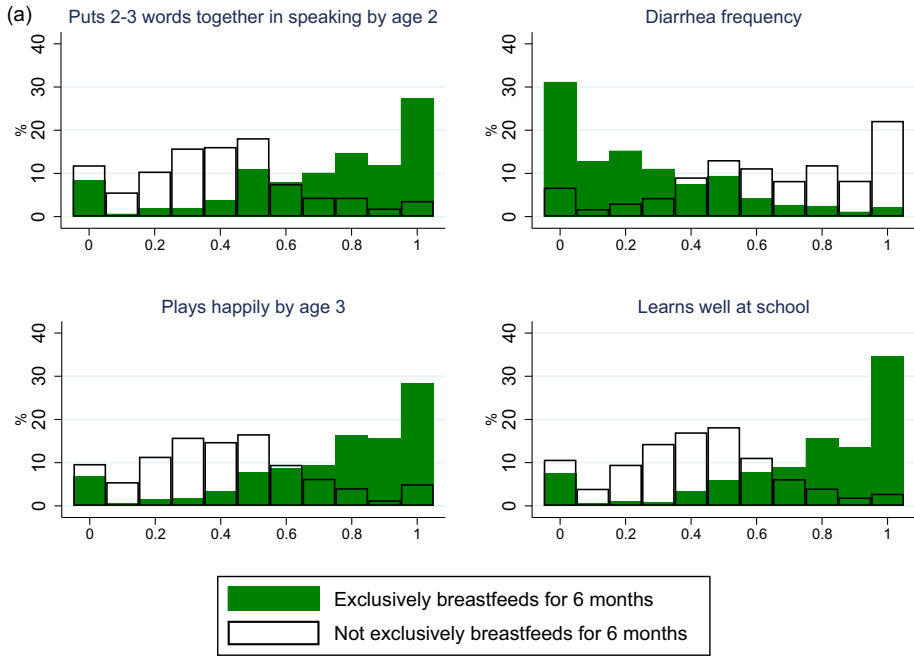 (a)
Puts 2-3 words together in speaking by age 2
40
30
20
10
0
%
0 0.2 0.4 0.6 0.8 1
Diarrhea frequency
40
30
20
10
0
%
0 0.2 0.4 0.6 0.8 1
Plays happily by age 3
40
30
20
10
0
%
0 0.2 0.4 0.6 0.8 1
Learns well at school
40
30
20
10
0
%
0 0.2 0.4 0.6 0.8 1
Exclusively breastfeeds for 6 months
Not exclusively breastfeeds for 6 months